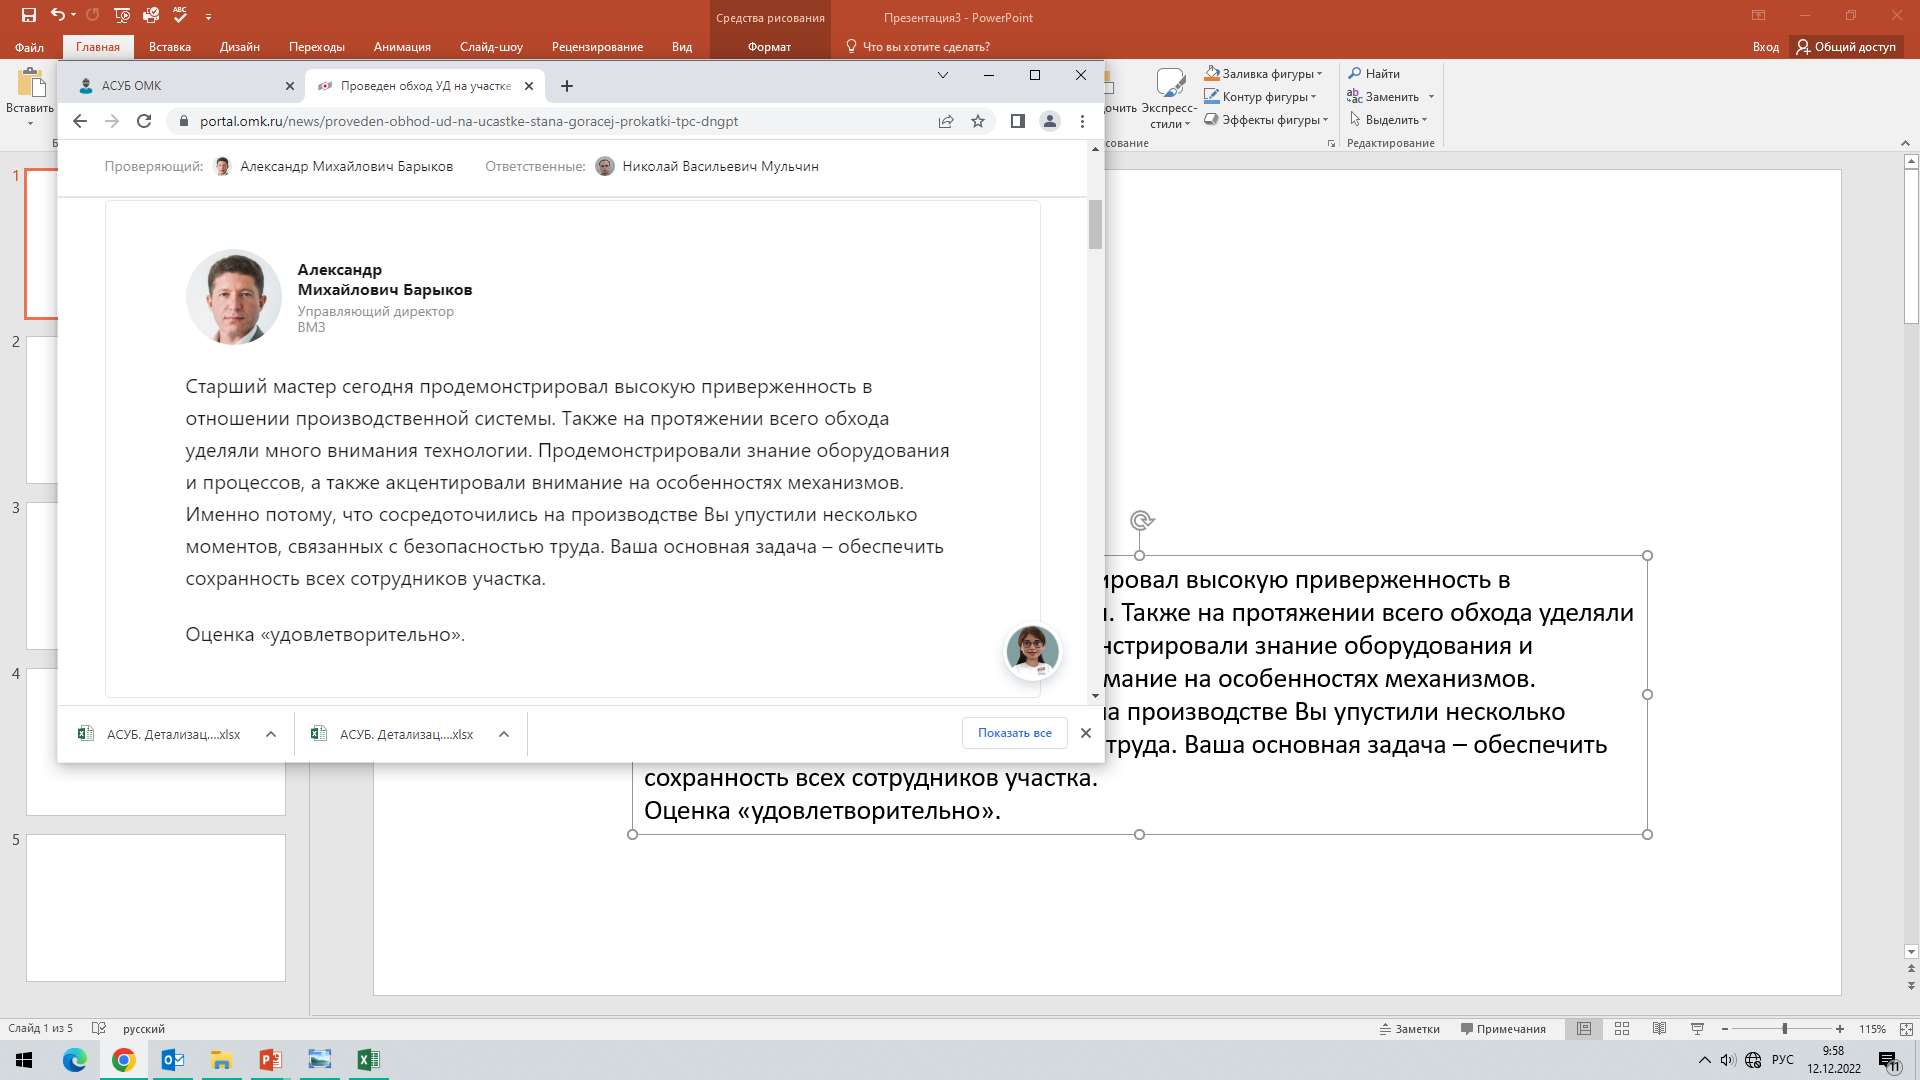 Средства рисования
Презентация3 - PowerPoint
Файл
Главная
Вставка
Дизайн
Переходы
Анимация
Слайд-шоу
Рецензирование
Вид
Формат
Что вы хотите сделать?
Вход
Общий доступ
Вставить
Экспресс-
стили
Заливка фигуры
Контур фигуры
Эффекты фигуры
Найти
Заменить
Выделить
Редактирование
АСУБ ОМК
Проведен обход УД на участке
portal.omk.ru/news/proveden-obhod-ud-na-ucastke-stana-goracej-prokatki-tpc-dngpt
Проверяющий: Александр Михайлович Барыков Ответственные: Николай Васильевич Мульчин
Александр
Михайлович Барыков
Управляющий директор
ВМЗ
Старший мастер сегодня продемонстрировал высокую приверженность в
отношении производственной системы. Также на протяжении всего обхода
уделяли много внимания технологии. Продемонстрировали знание оборудования
и процессов, а также акцентировали внимание на особенностях механизмов.
Именно потому, что сосредоточились на производстве Вы упустили несколько
моментов, связанных с безопасностью труда. Ваша основная задача – обеспечить
сохранность всех сотрудников участка.
Оценка «удовлетворительно».
АСУБ. Детализац....xlsx
АСУБ. Детализац....xlsx
Показать все
1
2
3
4
5
ировал высокую приверженность в
. Также на протяжении всего обхода уделяли
нстрировали знание оборудования и
мание на особенностях механизмов.
а производстве Вы упустили несколько
труда. Ваша основная задача – обеспечить
сохранность всех сотрудников участка.
Оценка «удовлетворительно».
Слайд 1 из 5
русский
Заметки
Примечания
115%
РУС
9:58
12.12.2022
11